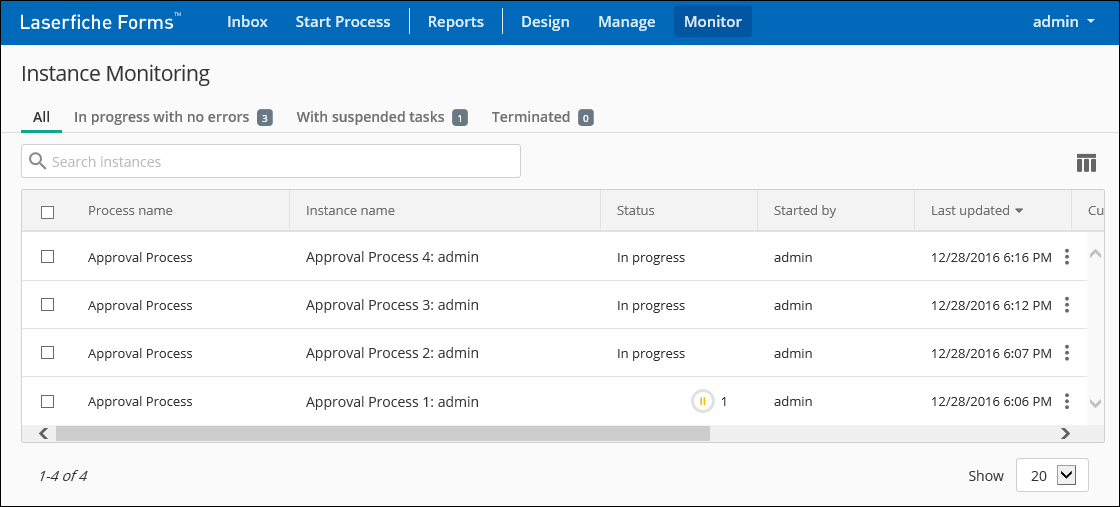 Laserfiche Forms™ Inbox Start Process Reports Design Manage Monitor admin
Instance Monitoring
All In progress with no errors 3 With suspended tasks 1 Terminated 0
Search instances
Process name Instance name Status Started by Last updated Cu
Approval Process Approval Process 4: admin In progress admin 12/28/2016 6:16 PM
Approval Process Approval Process 3: admin In progress admin 12/28/2016 6:12 PM
Approval Process Approval Process 2: admin In progress admin 12/28/2016 6:07 PM
Approval Process Approval Process 1: admin 1 admin 12/28/2016 6:06 PM
1-4 of 4 Show 20